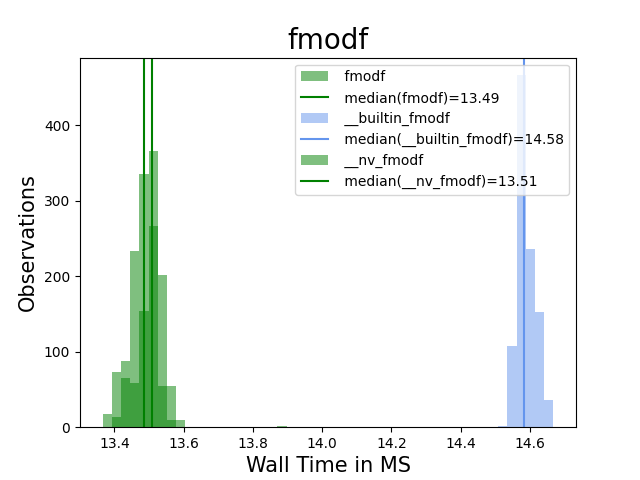 fmodf
fmodf
median(fmodf)=13.49
__builtin_fmodf
median(__builtin_fmodf)=14.58
__nv_fmodf
median(__nv_fmodf)=13.51
Observations
400
300
200
100
0
13.4 13.6 13.8 14.0 14.2 14.4 14.6
Wall Time in MS